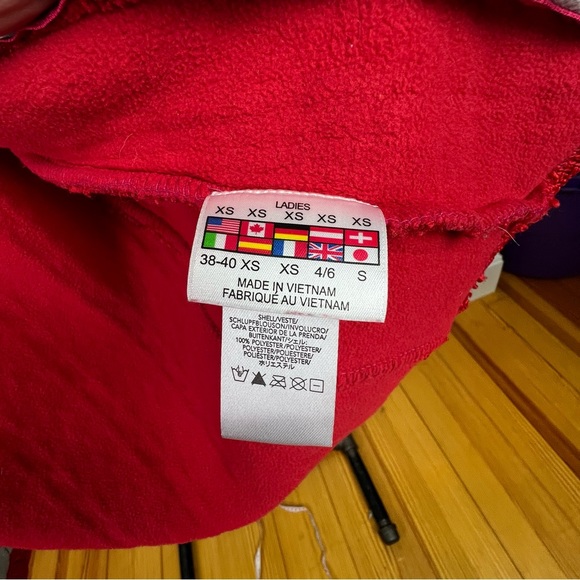 LADIES
XS XS XS XS XS
38-40 XS XS 4/6 S
MADE IN VIETNAM
FABRIQUÉ AU VIETNAM
SHELL/VESTE/
SCHLUPFBLOUSON/INVOLUCRO/
CAPA EXTERIOR DE LA PRENDA/
BUITENKANT/シェル:
100% POLYESTER/POLYESTER/
POLYESTER/POLIESTERE/
POLIÉSTER/POLYESTER/
ポリエステル